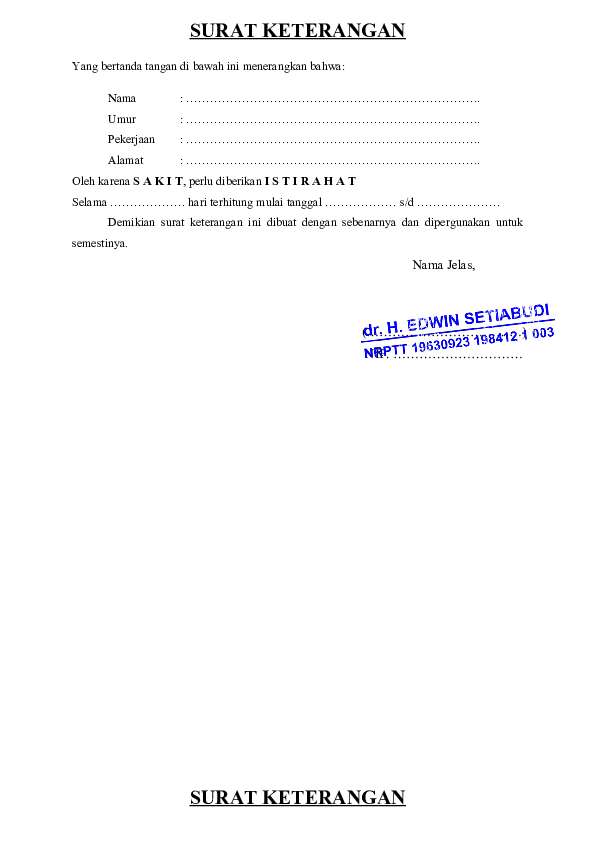 SURAT KETERANGAN
Yang bertanda tangan di bawah ini menerangkan bahwa:
Nama : ……………………………………………………………….
Umur : ……………………………………………………………….
Pekerjaan : ……………………………………………………………….
Alamat : ……………………………………………………………….
Oleh karena S A K I T, perlu diberikan I S T I R A H A T
Selama ………………. hari terhitung mulai tanggal ……………… s/d …………………
Demikian surat keterangan ini dibuat dengan sebenarnya dan dipergunakan untuk
semestinya.
Nama Jelas,
dr. H. EDWIN SETIABUDI
NRPTT 19630923 198412 1 003
SURAT KETERANGAN